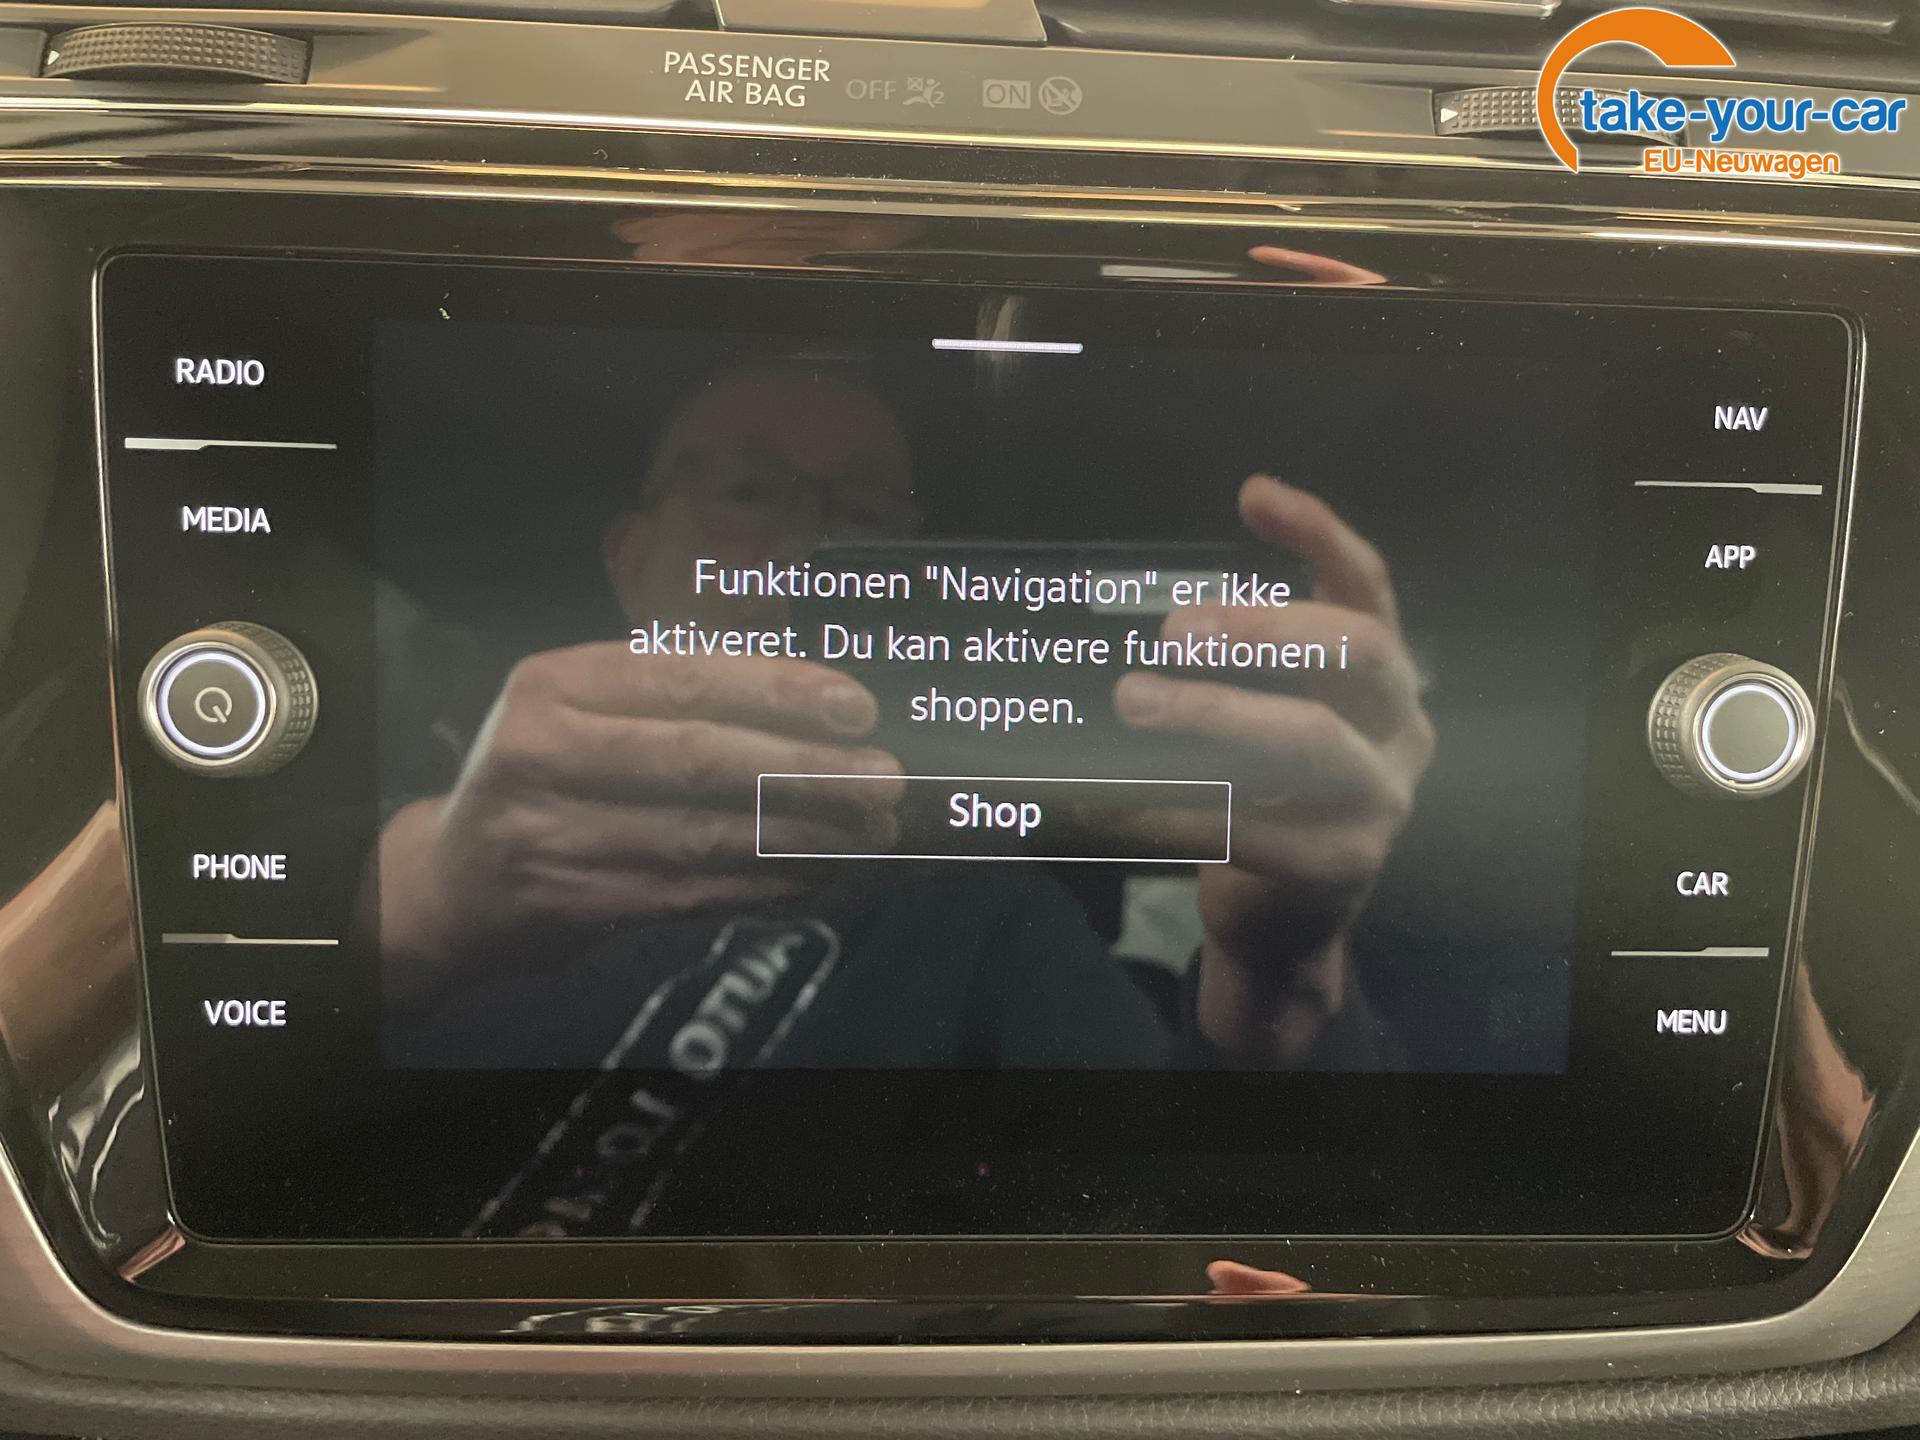 PASSENGER
AIR BAG
OFF
ON
take-your-car
EU-Neuwagen
RADIO
MEDIA
PHONE
VOICE
Funktionen "Navigation" er ikke
aktiveret. Du kan aktivere funktionen i
shoppen.
Shop
NAV
APP
CAR
MENU
AUTO